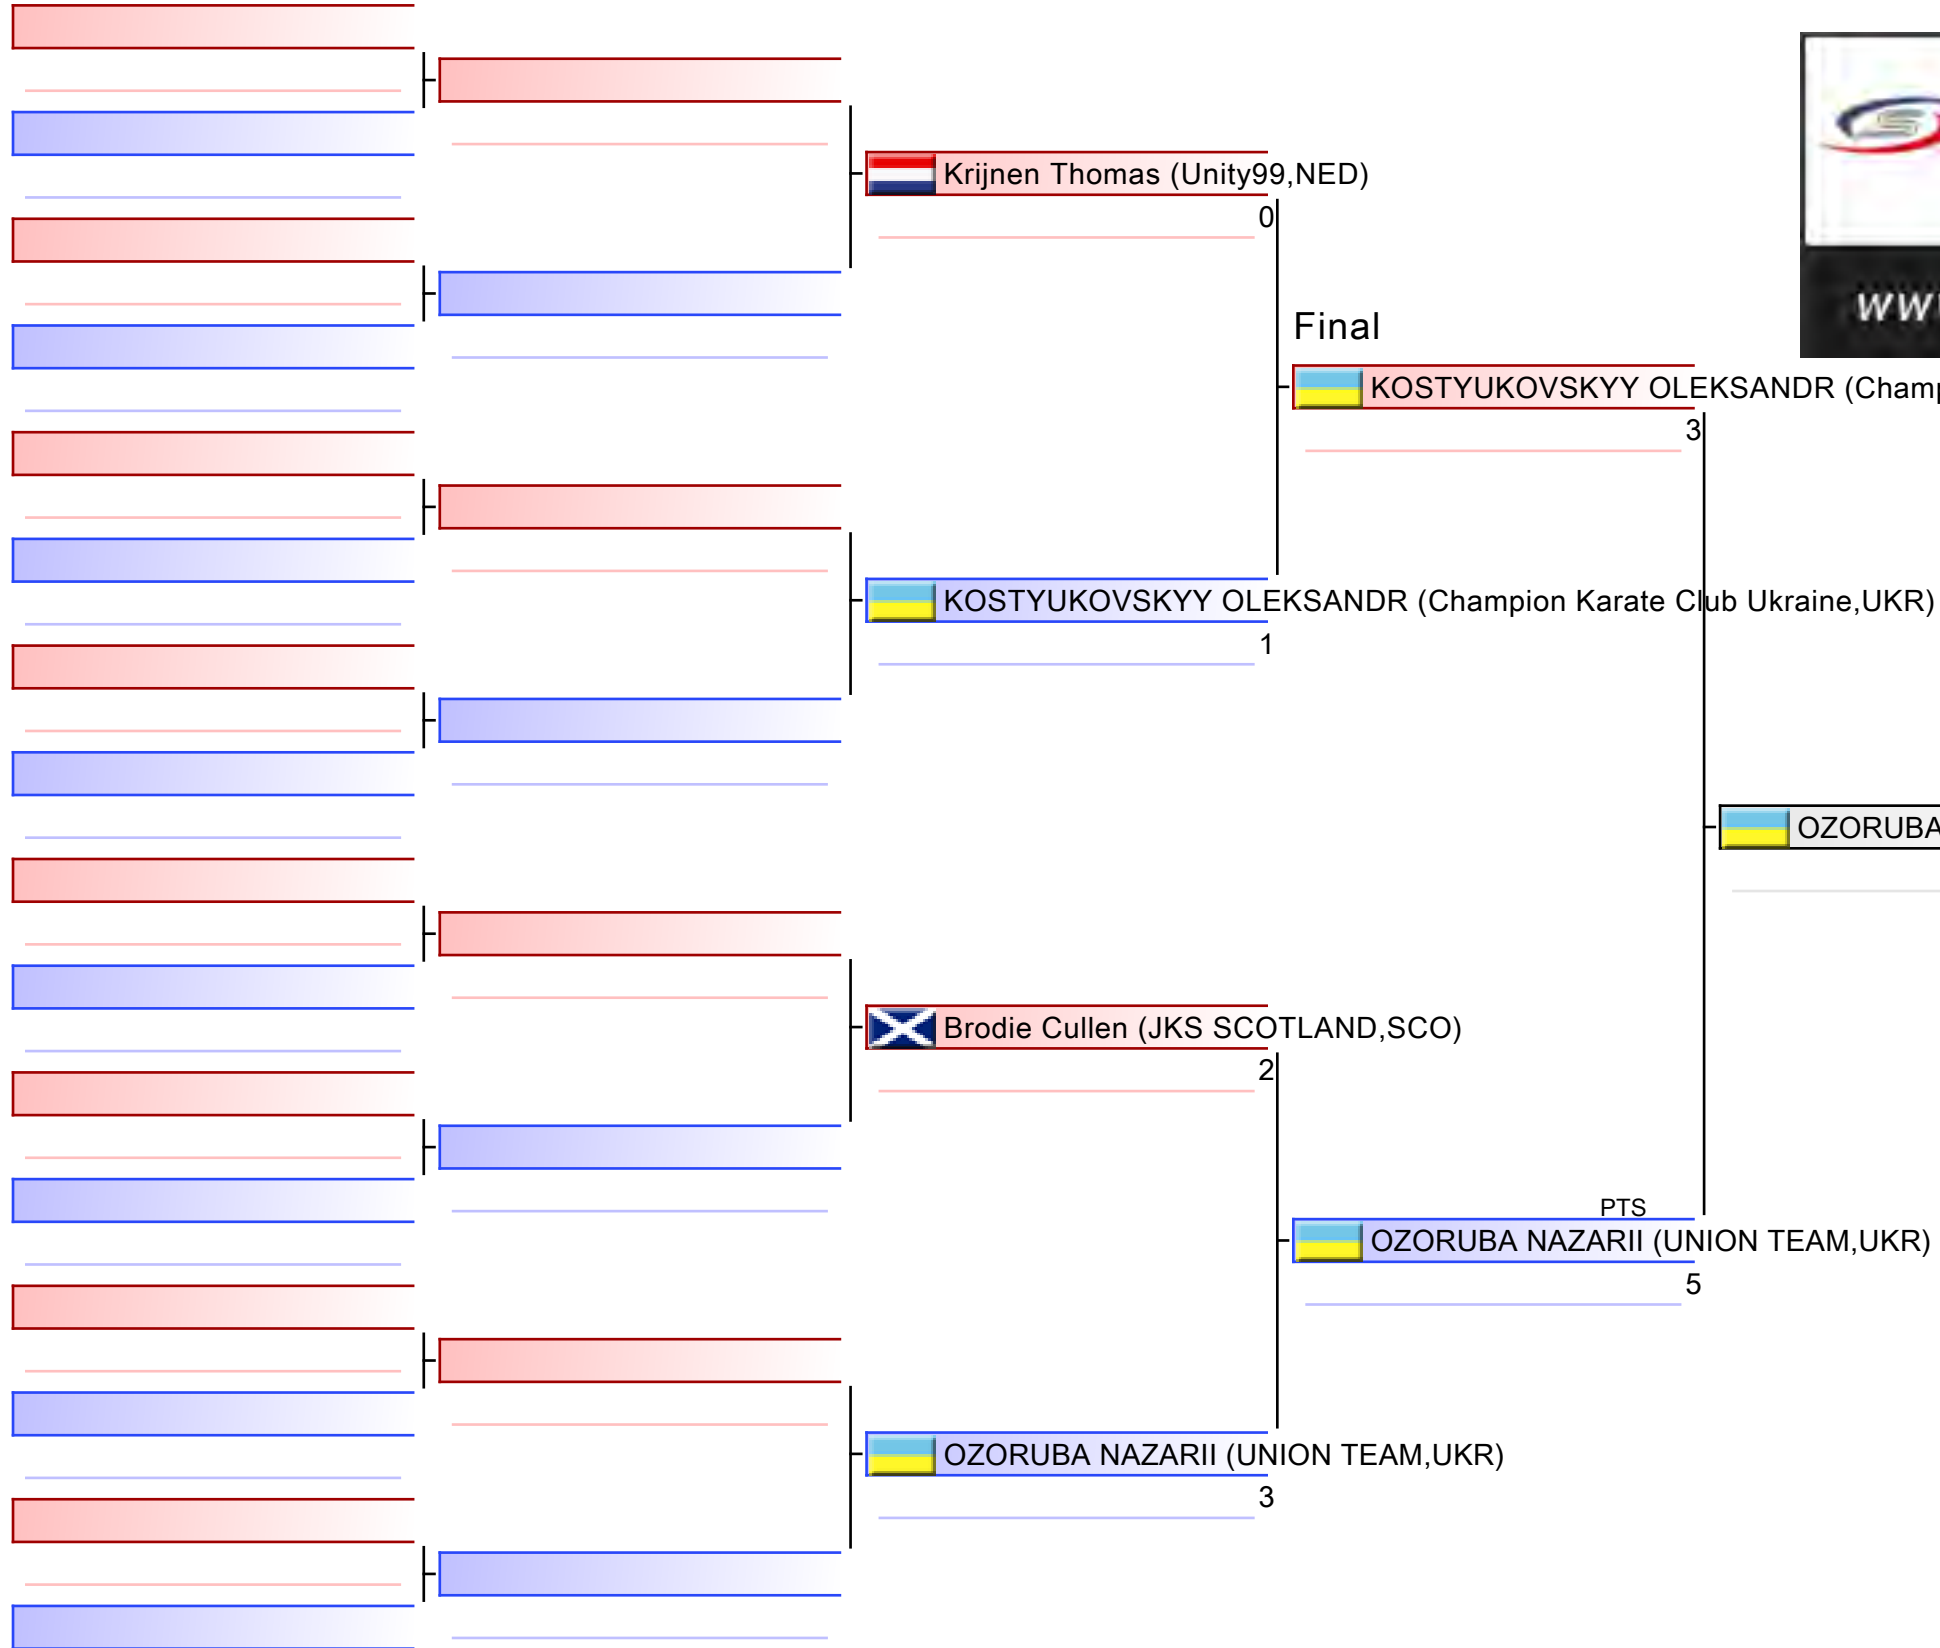 Krijnen Thomas (Unity99,NED)
0
Final
KOSTYUKOVSKYY OLEKSANDR (Champ
3
KOSTYUKOVSKYY OLEKSANDR (Champion Karate Club Ukraine,UKR)
1
OZORUBA
Brodie Cullen (JKS SCOTLAND,SCO)
2
PTS
OZORUBA NAZARII (UNION TEAM,UKR)
5
OZORUBA NAZARII (UNION TEAM,UKR)
3